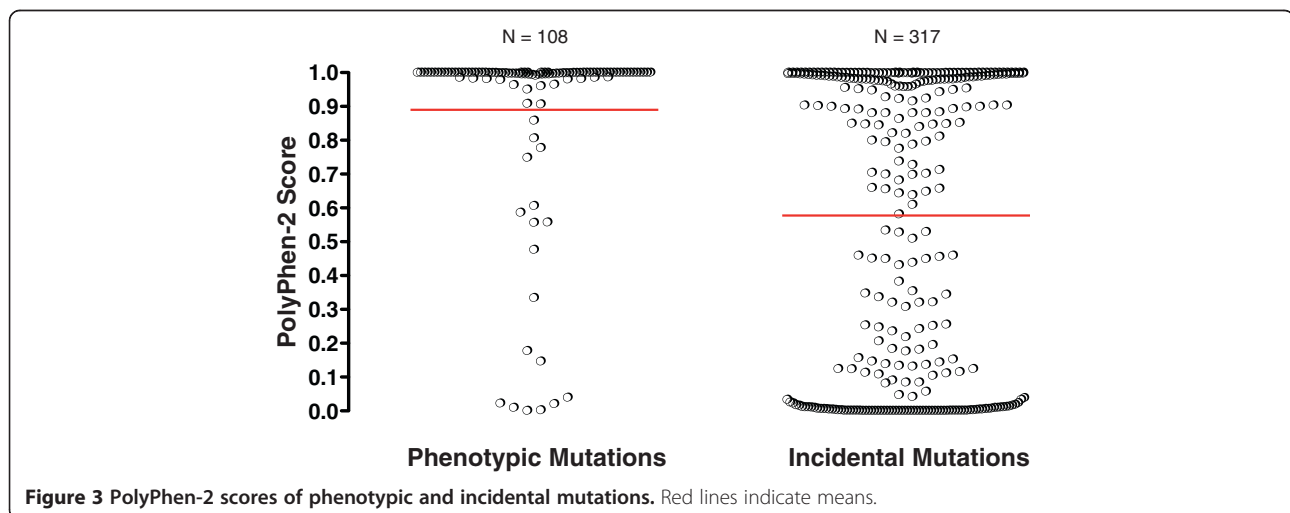 N = 108
N = 317
PolyPhen-2 Score
1.0
0.9
0.8
0.7
0.6
0.5
0.4
0.3
0.2
0.1
0.0
Phenotypic Mutations
Incidental Mutations
Figure 3 PolyPhen-2 scores of phenotypic and incidental mutations. Red lines indicate means.